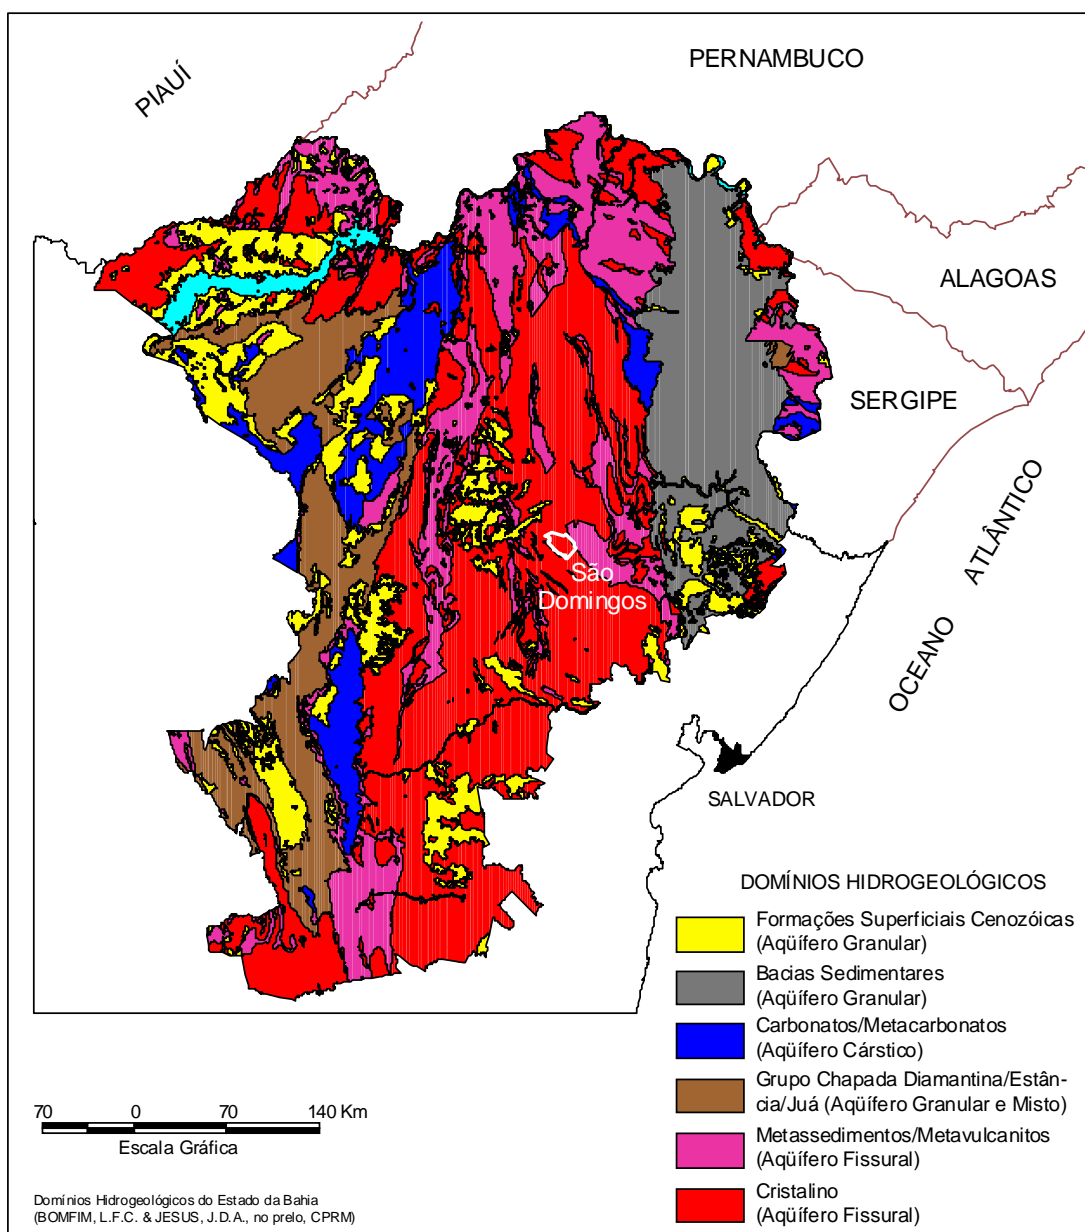 PERNAMBUCO
PIAUÍ
ALAGOAS
SERGIPE
OCEANO ATLÂNTICO
São
Domingos
SALVADOR
DOMÍNIOS HIDROGEOLÓGICOS
Formações Superficiais Cenozóicas
(Aqüífero Granular)
Bacias Sedimentares
(Aqüífero Granular)
Carbonatos/Metacarbonatos
(Aqüífero Cárstico)
Grupo Chapada Diamantina/Estân-
cia/Juá (Aqüífero Granular e Misto)
Metassedimentos/Metavulcanitos
(Aqüífero Fissural)
Cristalino
(Aqüífero Fissural)
70 0 70 140 Km
Escala Gráfica
Domínios Hidrogeológicos do Estado da Bahia
(BOMFIM, L.F.C. & JESUS, J.D.A., no prelo, CPRM)